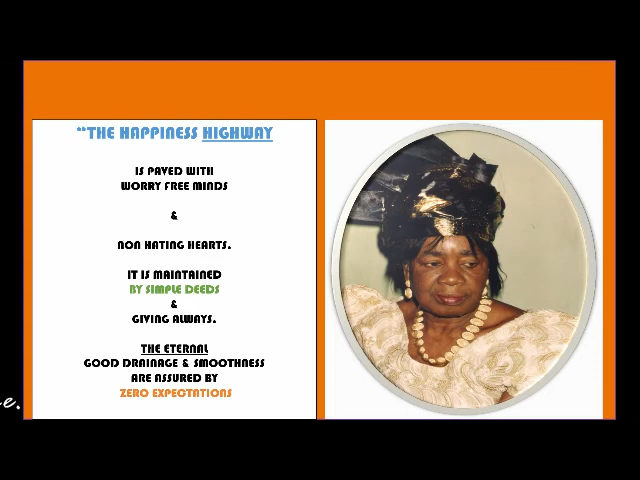 “THE HAPPINESS HIGHWAY
IS PAVED WITH
WORRY FREE MINDS
&
NON HATING HEARTS.
IT IS MAINTAINED
BY SIMPLE DEEDS
&
GIVING ALWAYS.
THE ETERNAL
GOOD DRAINAGE & SMOOTHNESS
ARE ASSURED BY
ZERO EXPECTATIONS
e.